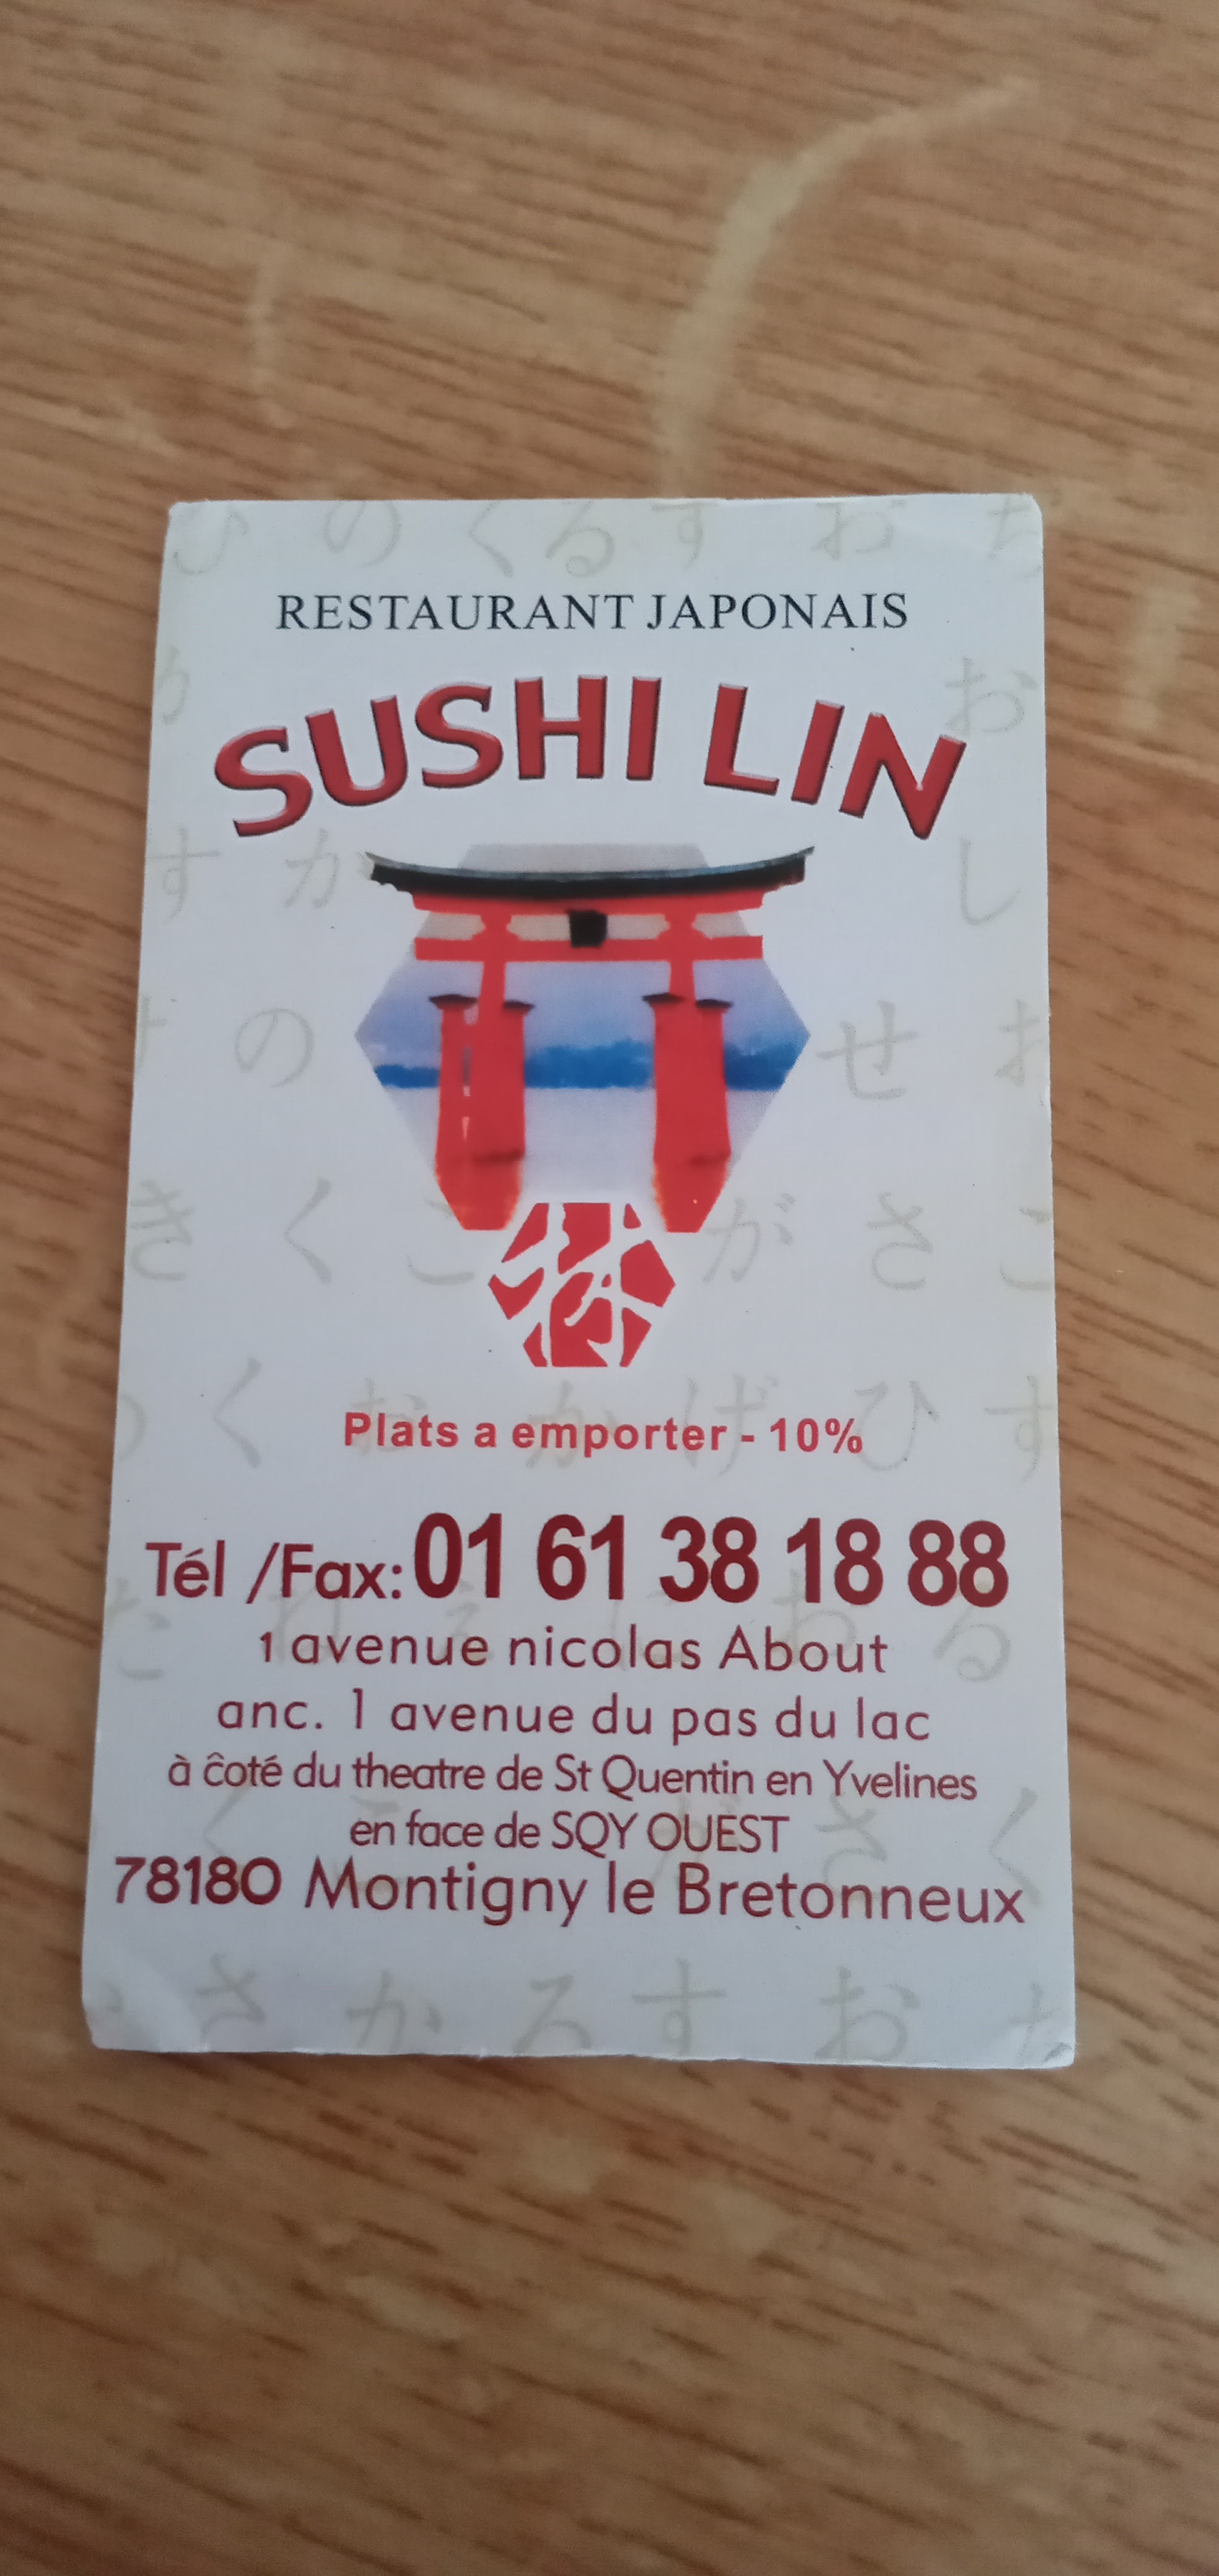 RESTAURANT JAPONAIS
SUSHI LIN
Plats a emporter - 10%
Tél /Fax: 01 61 38 18 88
1 avenue nicolas About
anc. 1 avenue du pas du lac
à ĉoté du theatre de St Quentin en Yvelines
en face de SQY OUEST
78180 Montigny le Bretonneux